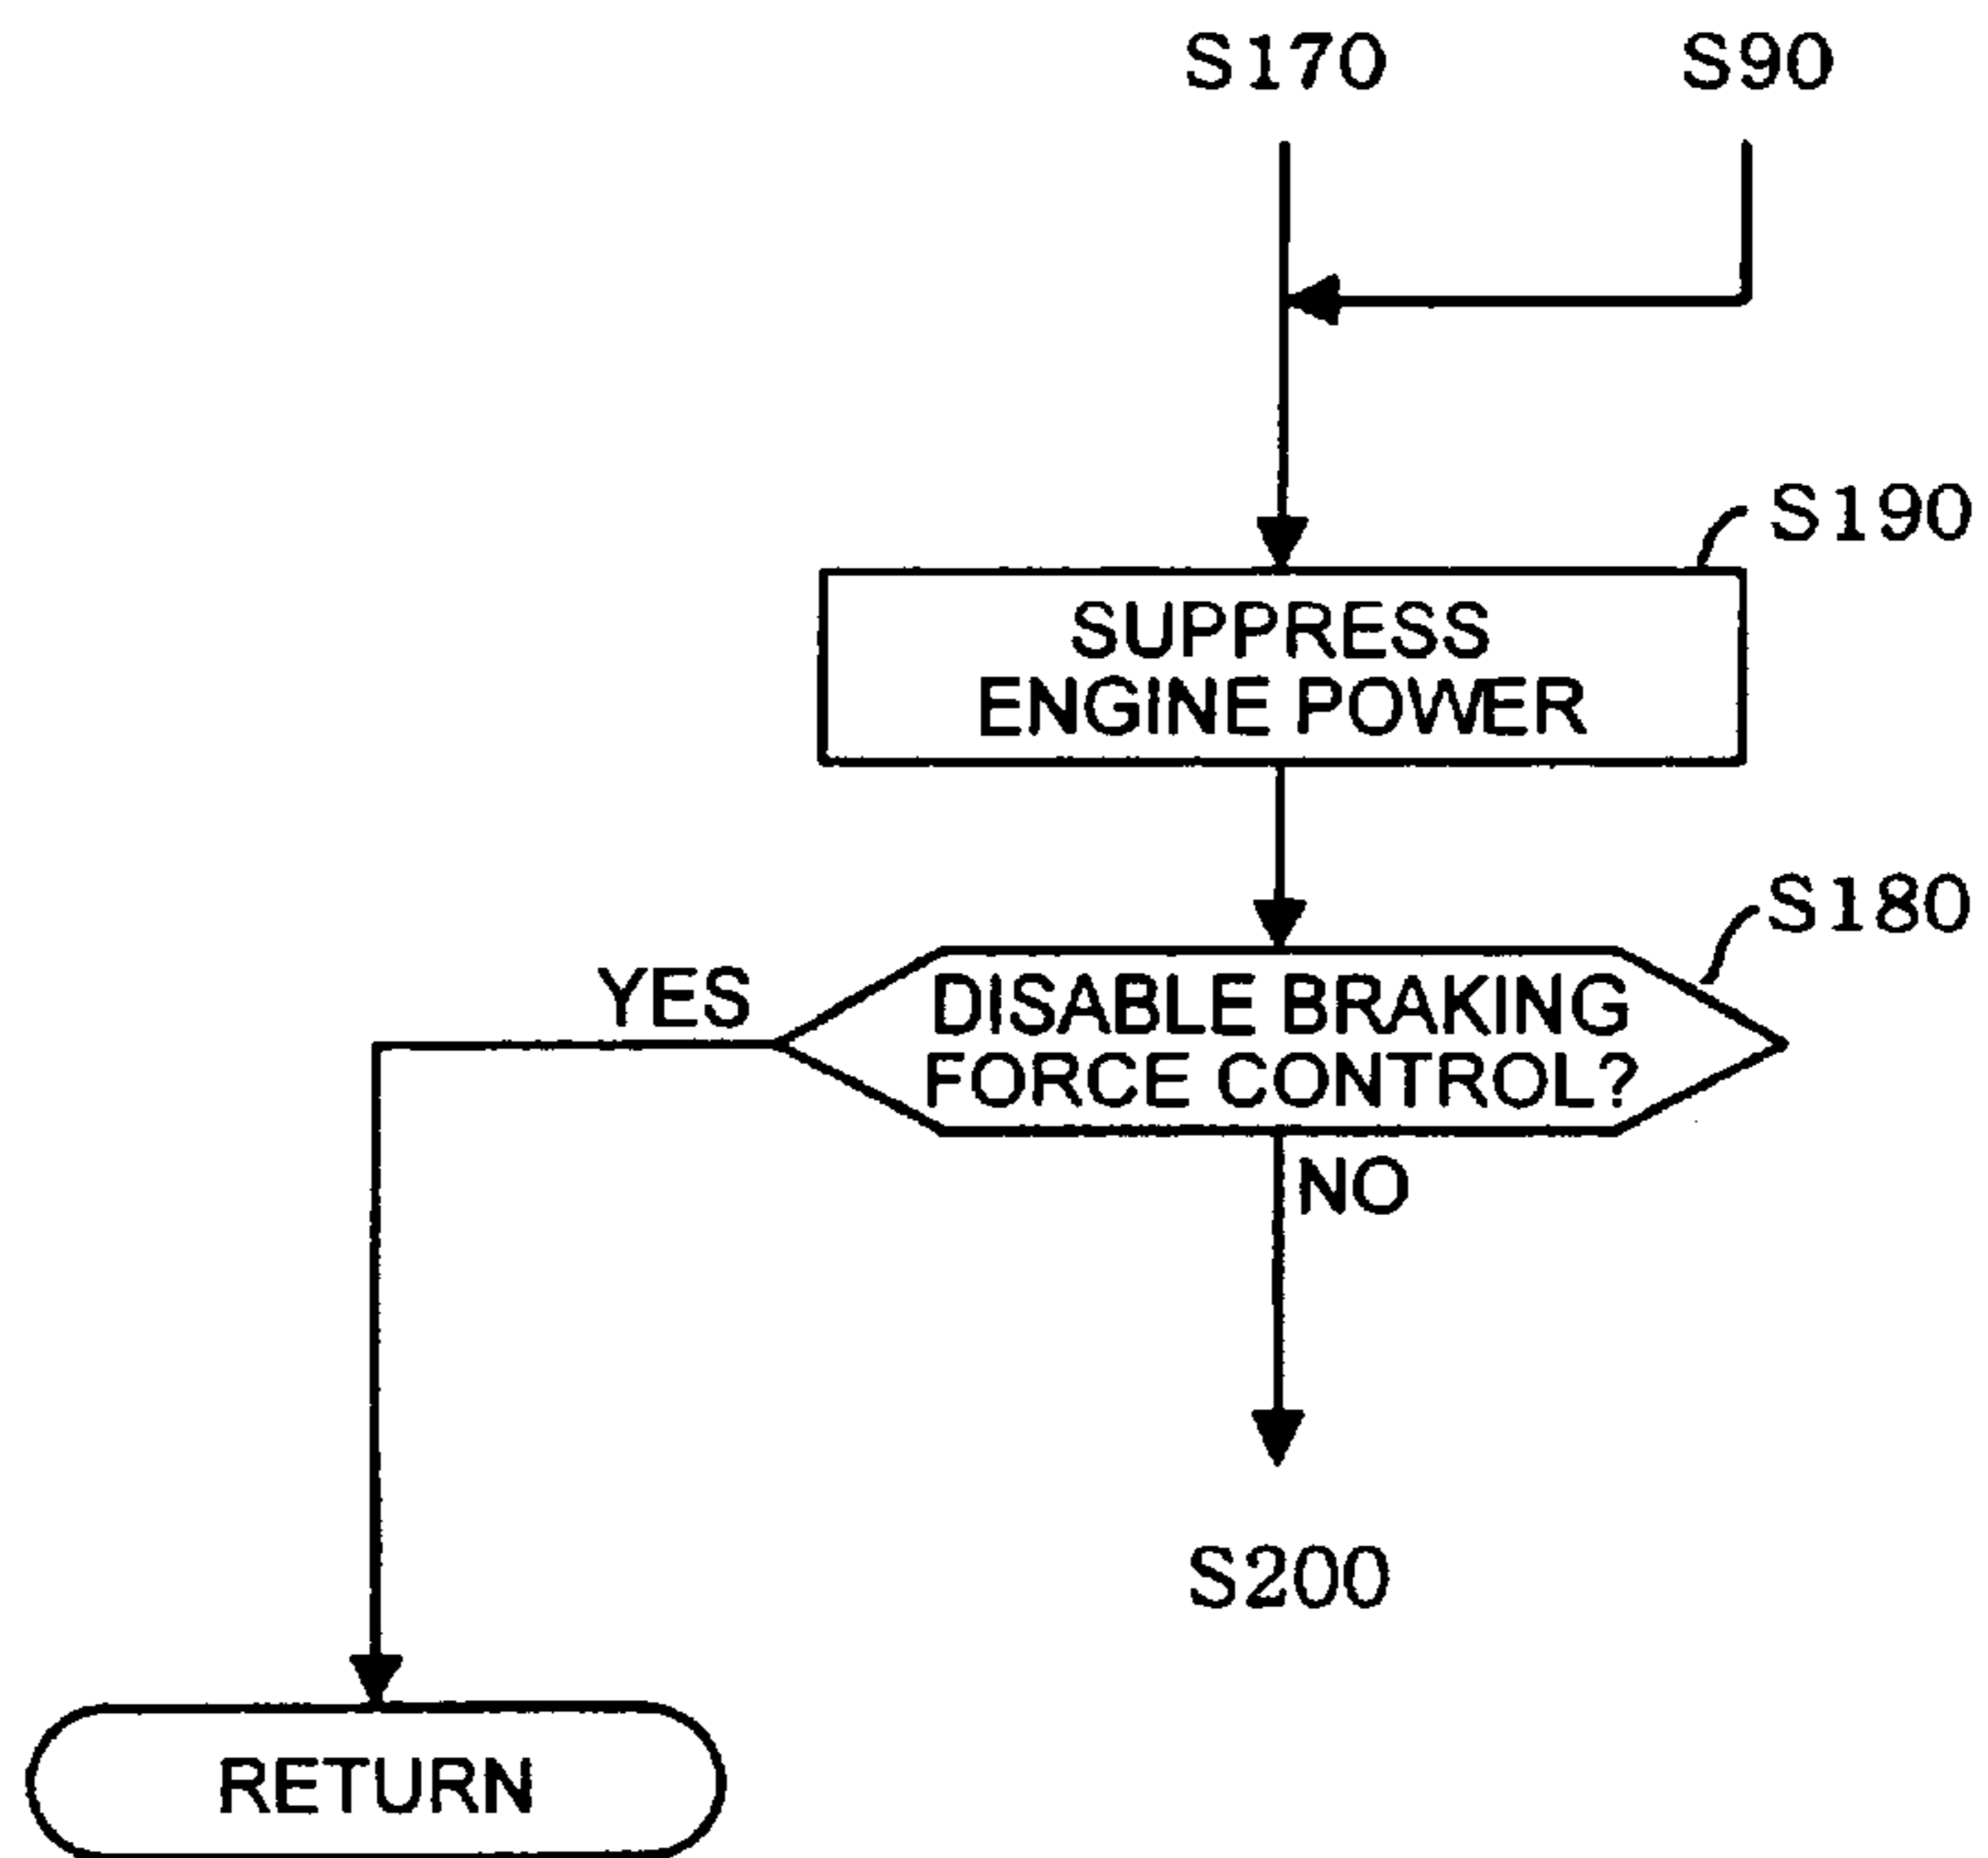 S170
S90
S190
SUPPRESS
ENGINE POWER
S180
YES
DISABLE BRAKING
FORCE CONTROL?
NO
S200
RETURN